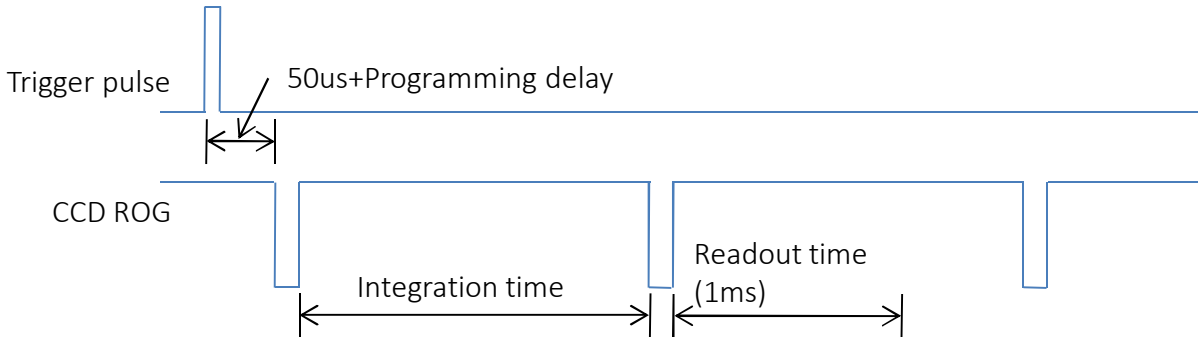 Trigger pulse
50us+Programming delay
CCD ROG
Integration time
Readout time
(1ms)